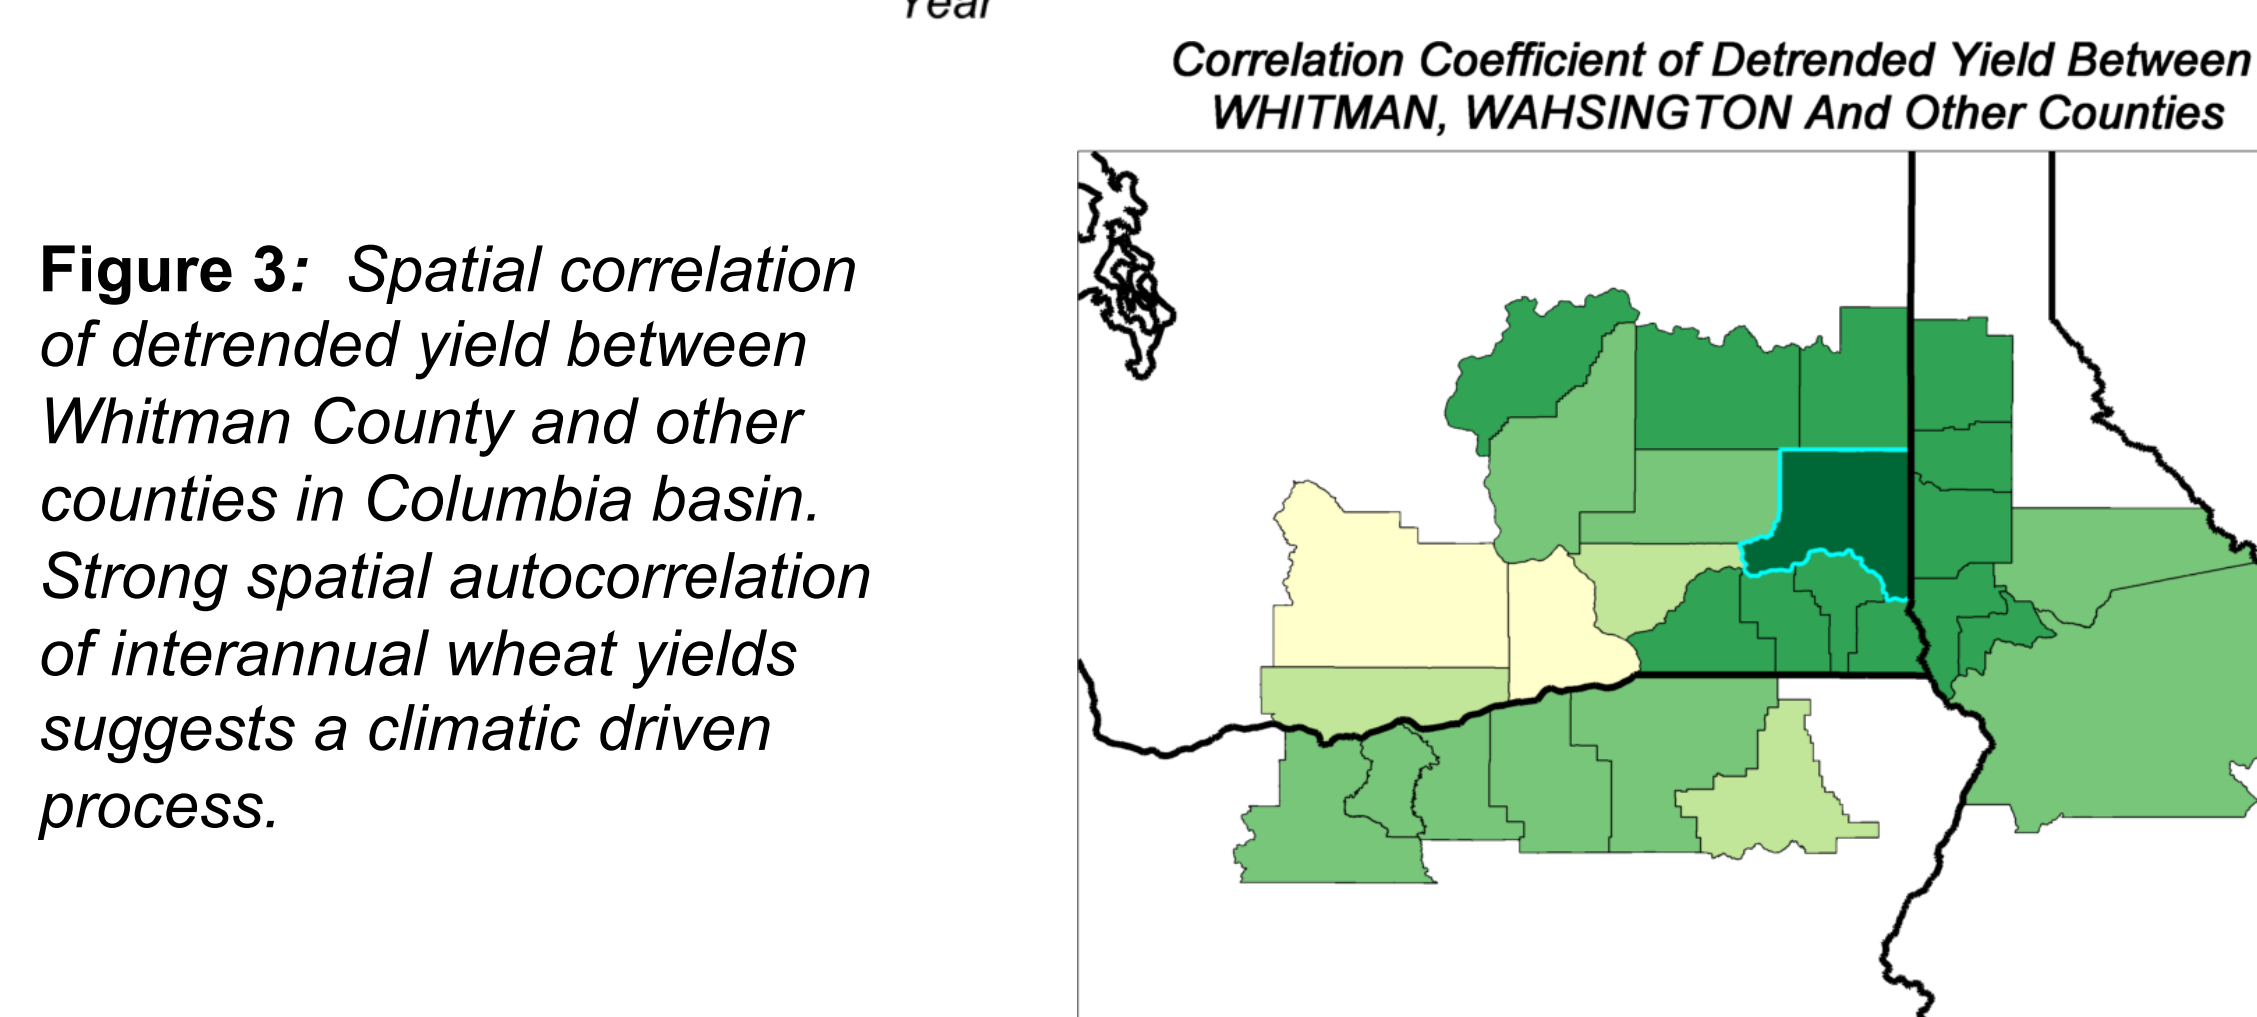 Year
Correlation Coefficient of Detrended Yield Between
WHITMAN, WAHSINGTON And Other Counties
Figure 3: Spatial correlation
of detrended yield between
Whitman County and other
counties in Columbia basin.
Strong spatial autocorrelation
of interannual wheat yields
suggests a climatic driven
process.